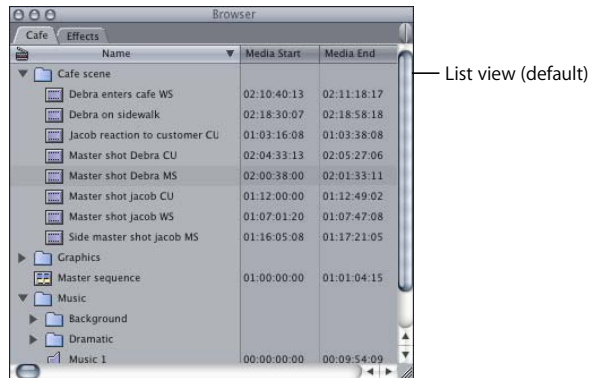 Browser
Cafe Effects
Name Media Start Media End
Cafe scene
Debra enters cafe WS 02:10:40:13 02:11:18:17
Debra on sidewalk 02:18:30:07 02:18:58:18
Jacob reaction to customer CU 01:03:16:08 01:03:38:08
Master shot Debra CU 02:04:33:13 02:05:27:06
Master shot Debra MS 02:00:38:00 02:01:33:11
Master shot jacob CU 01:12:00:00 01:12:49:02
Master shot jacob WS 01:07:01:20 01:07:47:08
Side master shot jacob MS 01:16:05:08 01:17:21:05
Graphics
Master sequence 01:00:00:00 01:01:04:15
Music
Background
Dramatic
Music 1 00:00:00:00 00:09:54:09
List view (default)